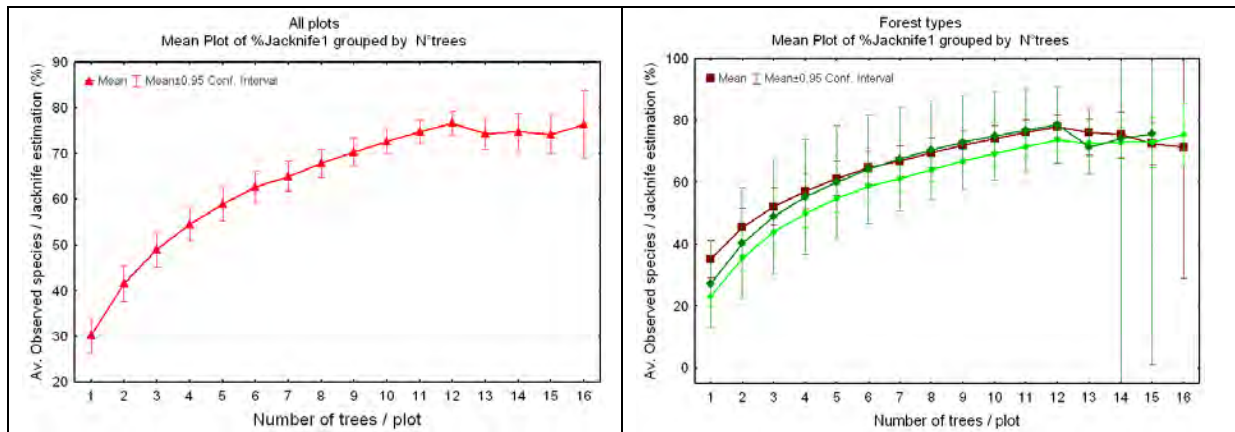 All plots
Mean Plot of %Jacknife1 grouped by N°trees
Av. Observed species / Jacknife estimation (%)
90
80
70
60
50
40
30
20
Mean Mean±0.95 Conf. Interval
1 2 3 4 5 6 7 8 9 10 11 12 13 14 15 16
Number of trees / plot
Forest types
Mean Plot of %Jacknife1 grouped by N°trees
Av. Observed species / Jacknife estimation (%)
100
80
60
40
20
0
Mean Mean±0.95 Conf. Interval
1 2 3 4 5 6 7 8 9 10 11 12 13 14 15 16
Number of trees / plot